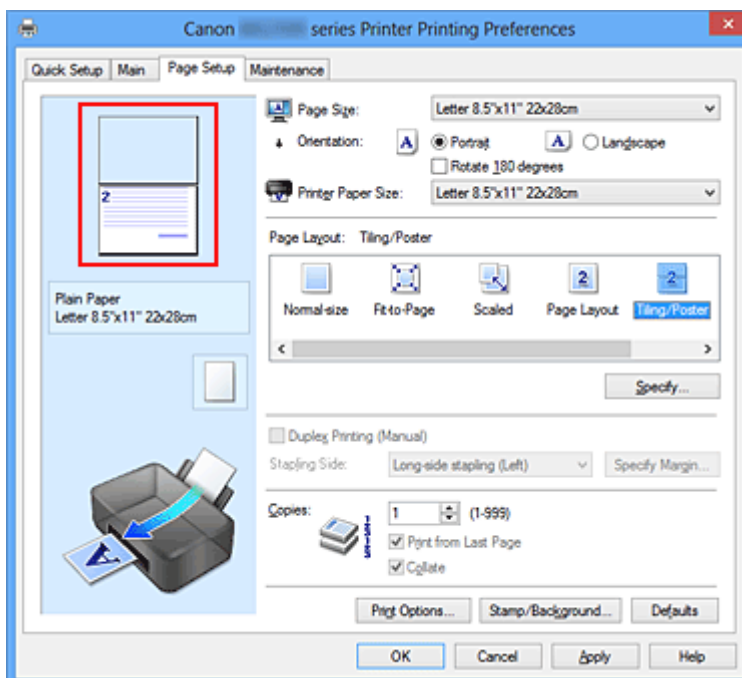 Canon series Printer Printing Preferences
Quick Setup Main Page Setup Maintenance
Page Size: Letter 8.5"x11" 22x28cm
Orientation: A Portrait A Landscape
Rotate 180 degrees
Printer Paper Size: Letter 8.5"x11" 22x28cm
2
Page Layout: Tiling/Poster
Normal-size Fit-to-Page Scaled Page Layout Tiling/Poster
Plain Paper
Letter 8.5"x11" 22x28cm
Specify...
Duplex Printing (Manual)
Stapling Side: Long-side stapling (Left) Specify Margin...
Copies: 1 (1-999)
Print from Last Page
Collate
A
Print Options... Stamp/Background... Defaults
OK Cancel Apply Help